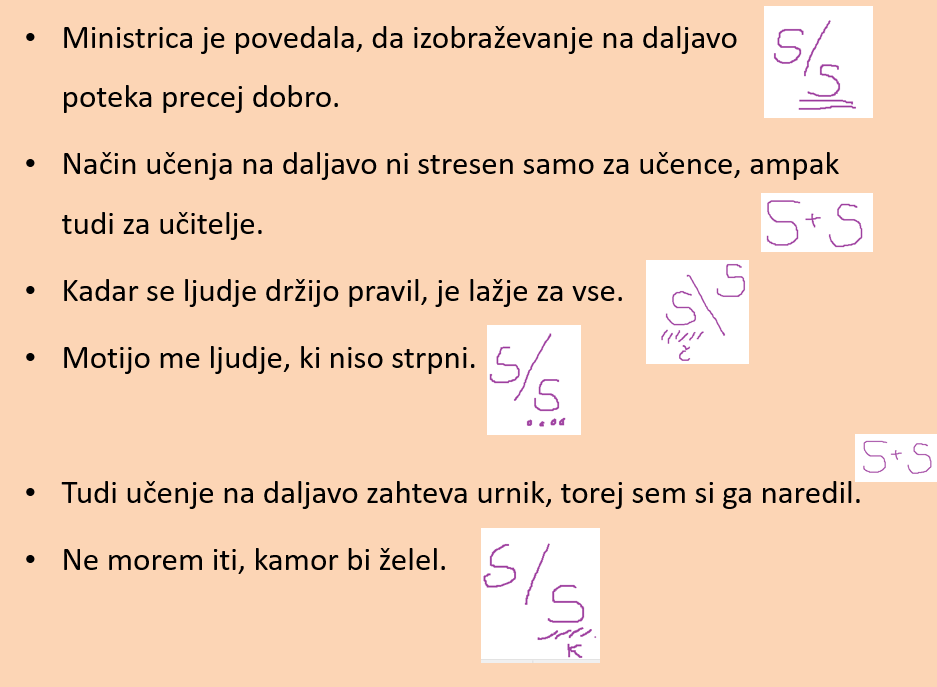 • Ministrica je povedala, da izobraževanje na daljavo
poteka precej dobro.
S/S
• Način učenja na daljavo ni stresen samo za učence, ampak
tudi za učitelje.
S+S
• Kadar se ljudje držijo pravil, je lažje za vse.
S\S
č
• Motijo me ljudje, ki niso strpni.
S/S
S+S
• Tudi učenje na daljavo zahteva urnik, torej sem si ga naredil.
• Ne morem iti, kamor bi želel.
S/S
K